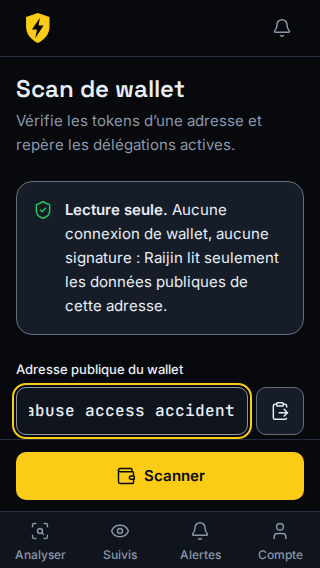 Scan de wallet
Vérifie les tokens d’une adresse et
repère les délégations actives.
Lecture seule. Aucune
connexion de wallet, aucune
signature : Raijin lit seulement
les données publiques de
cette adresse.
Adresse publique du wallet
abuse access accident
Scanner
Analyser
Suivis
Alertes
Compte